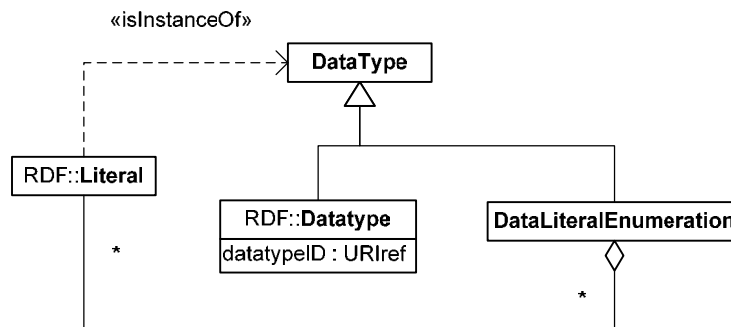 «isInstanceOf»
DataType
RDF::Literal
RDF::Datatype
datatypeID : URIref
DataLiteralEnumeration
*
*